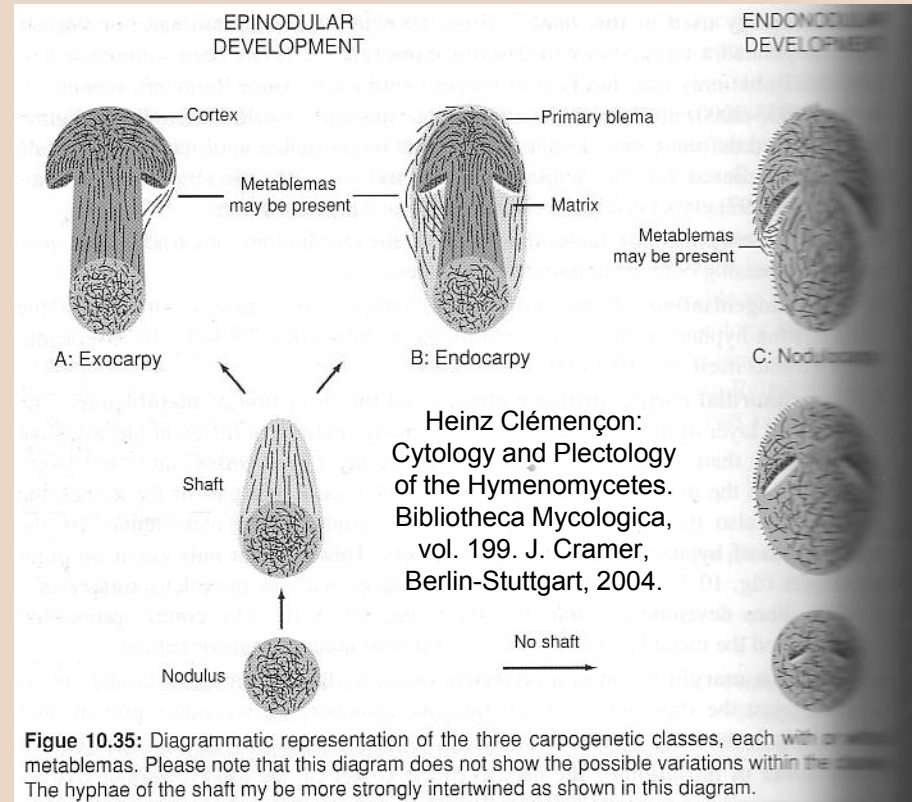 EPINODULAR
DEVELOPMENT
ENDONODULAR
DEVELOPMENT
Cortex
Primary blema
Metablemas
may be present
Matrix
Metablemas
may be present
A: Exocarpy
B: Endocarpy
C: Nodulocarpy
Shaft
Heinz Clémençon:
Cytology and Plectology
of the Hymenomycetes.
Bibliotheca Mycologica,
vol. 199. J. Cramer,
Berlin-Stuttgart, 2004.
No shaft
Nodulus
Figure 10.35: Diagrammatic representation of the three carpogenetic classes, each with or
metablemas. Please note that this diagram does not show the possible variations within the
The hyphae of the shaft my be more strongly intertwined as shown in this diagram.